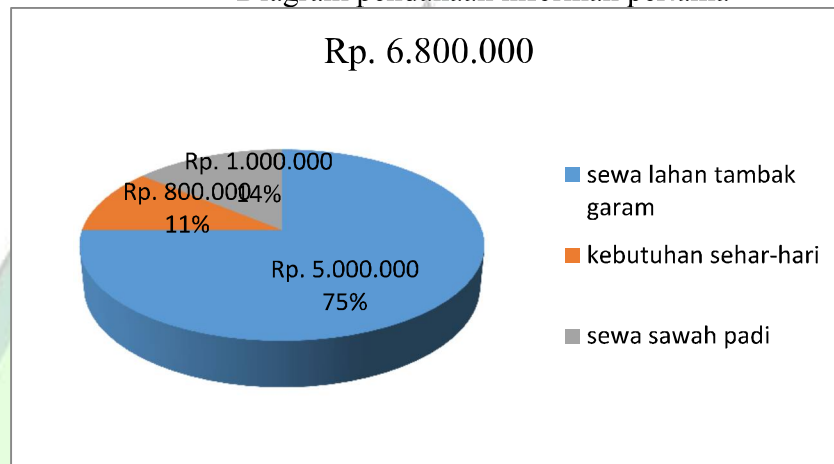 Rp. 6.800.000
Rp. 1.000.000
14%
Rp. 800.000
11%
Rp. 5.000.000
75%
sewa lahan tambak
garam
kebutuhan sehar-hari
sewa sawah padi